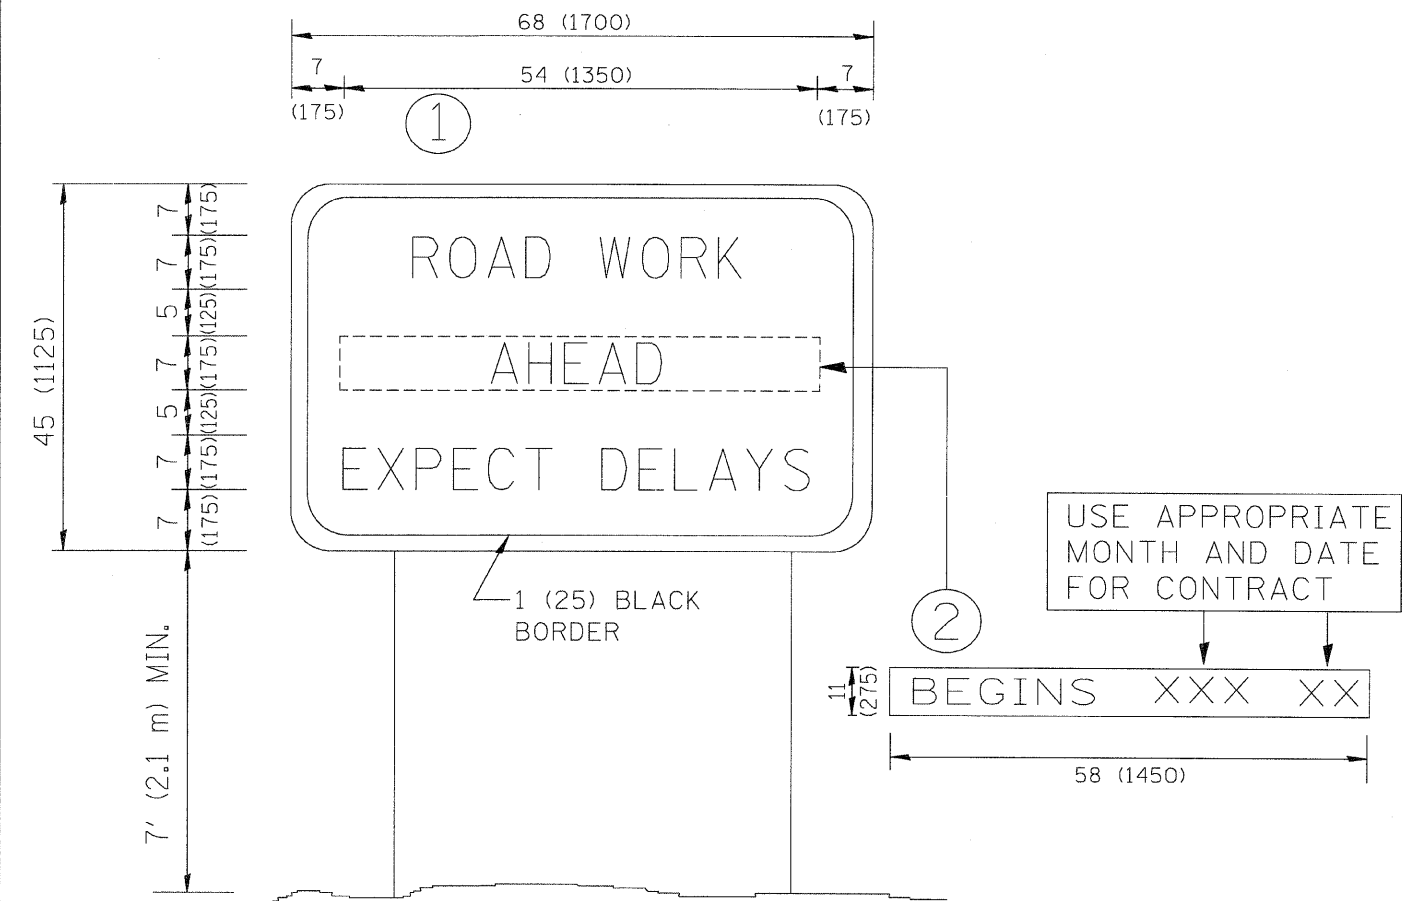 68 (1700)
7
54 (1350)
7
(175)
(175)
1
45 (1125)
7
(175)
7
(175)
5
(125)
7
(175)
5
(125)
7
(175)
7
(175)
ROAD WORK
AHEAD
EXPECT DELAYS
1 (25) BLACK
BORDER
7' (2.1 m) MIN.
2
USE APPROPRIATE
MONTH AND DATE
FOR CONTRACT
11
(275)
BEGINS XXX XX
58 (1450)